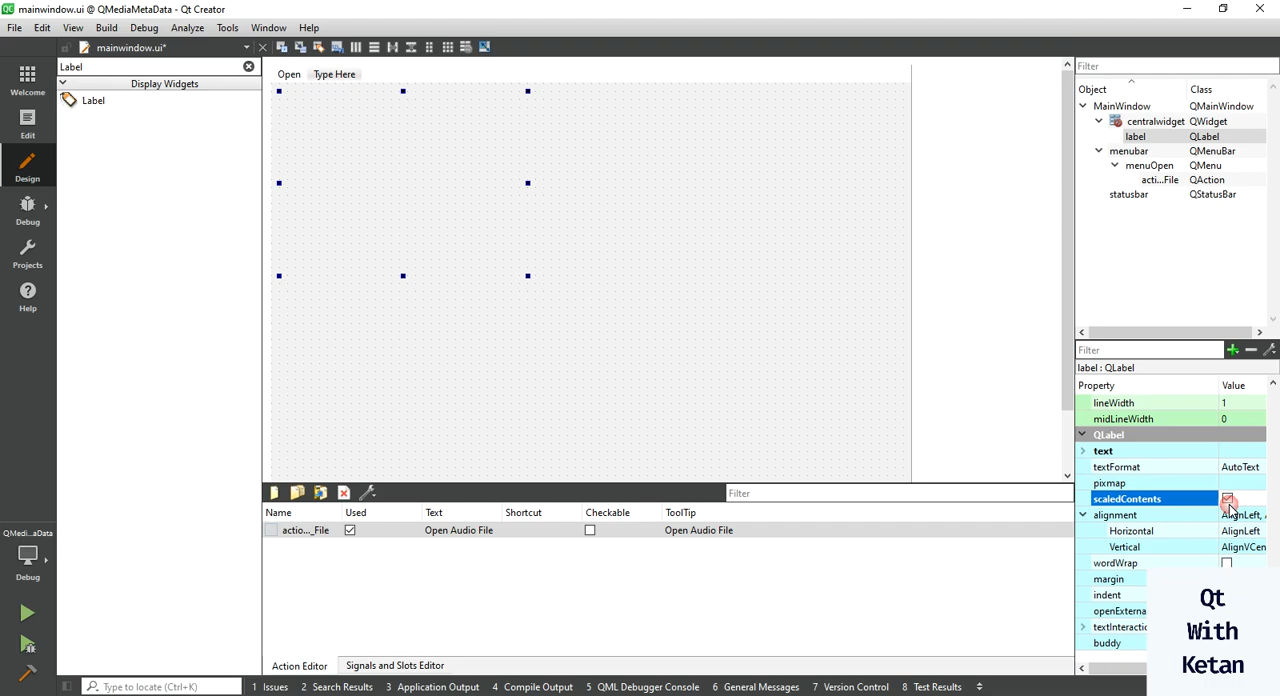 mainwindow.ui @ QMediaMetaData - Qt Creator
File Edit View Build Debug Analyze Tools Window Help
mainwindow.ui*
Label
Display Widgets
Label
Welcome
Edit
Design
Debug
Projects
Help
QMedi...aData
Debug
Open Type Here
Filter
Object Class
MainWindow QMainWindow
centralwidget QWidget
label QLabel
menubar QMenuBar
menuOpen QMenu
acti...File QAction
statusbar QStatusBar
Filter
label : QLabel
Property Value
lineWidth 1
midLineWidth 0
QLabel
text
textFormat AutoText
pixmap
scaledContents
alignment AlignLeft,
Horizontal AlignLeft
Vertical AlignVCen
wordWrap
margin
indent
openExterna
textInteractic
buddy
Filter
Name Used Text Shortcut Checkable ToolTip
actio..._File Open Audio File Open Audio File
Action Editor Signals and Slots Editor
Type to locate (Ctrl+K) 1 Issues 2 Search Results 3 Application Output 4 Compile Output 5 QML Debugger Console 6 General Messages 7 Version Control 8 Test Results
Qt
With
Ketan